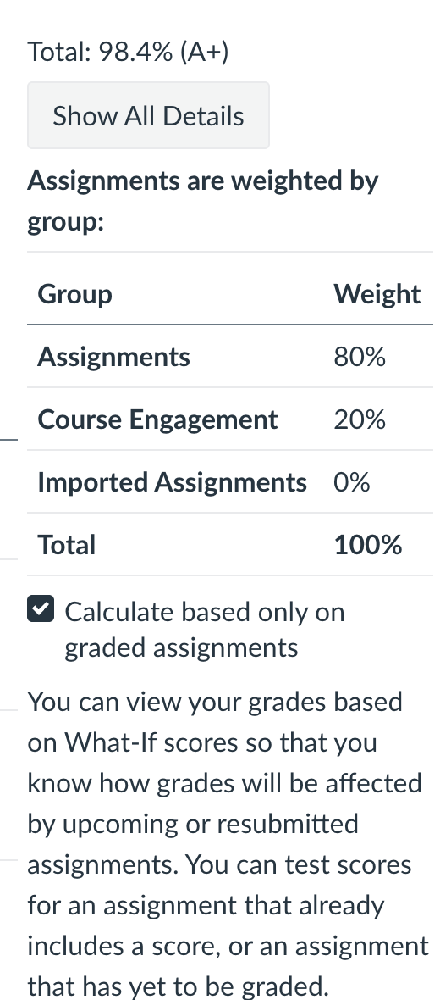 Total: 98.4% (A+)
Show All Details
Assignments are weighted by
group:
Group Weight
Assignments 80%
Course Engagement 20%
Imported Assignments 0%
Total 100%
Calculate based only on
graded assignments
You can view your grades based
on What-If scores so that you
know how grades will be affected
by upcoming or resubmitted
assignments. You can test scores
for an assignment that already
includes a score, or an assignment
that has yet to be graded.